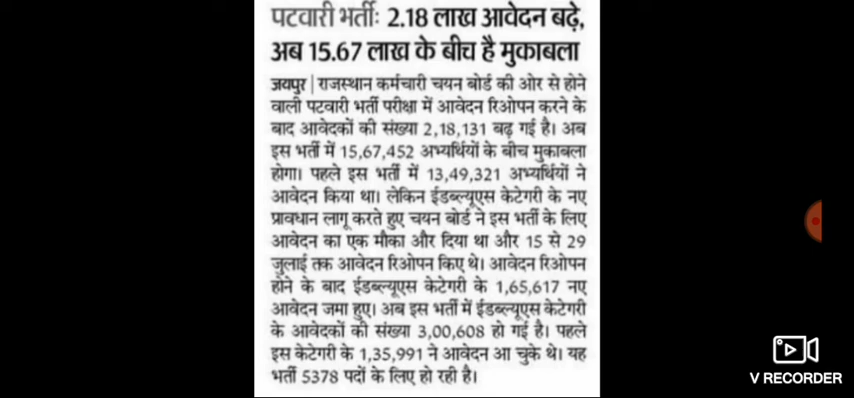 पटवारी भर्ती: 2.18 लाख आवेदन बढ़े,
अब 15.67 लाख के बीच है मुकाबला
जयपुर | राजस्थान कर्मचारी चयन बोर्ड की ओर से होने
वाली पटवारी भर्ती परीक्षा में आवेदन रिओपन करने के
बाद आवेदकों की संख्या 2,18,131 बढ़ गई है। अब
इस भर्ती में 15,67,452 अभ्यर्थियों के बीच मुकाबला
होगा। पहले इस भर्ती में 13,49,321 अभ्यर्थियों ने
आवेदन किया था। लेकिन ईडब्ल्यूएस केटेगरी के नए
प्रावधान लागू करते हुए चयन बोर्ड ने इस भर्ती के लिए
आवेदन का एक मौका और दिया था और 15 से 29
जुलाई तक आवेदन रिओपन किए थे। आवेदन रिओपन
होने के बाद ईडब्ल्यूएस केटेगरी के 1,65,617 नए
आवेदन जमा हुए। अब इस भर्ती में ईडब्ल्यूएस केटेगरी
के आवेदकों की संख्या 3,00,608 हो गई है। पहले
इस केटेगरी के 1,35,991 ने आवेदन आ चुके थे। यह
भर्ती 5378 पदों के लिए हो रही है।
V RECORDER